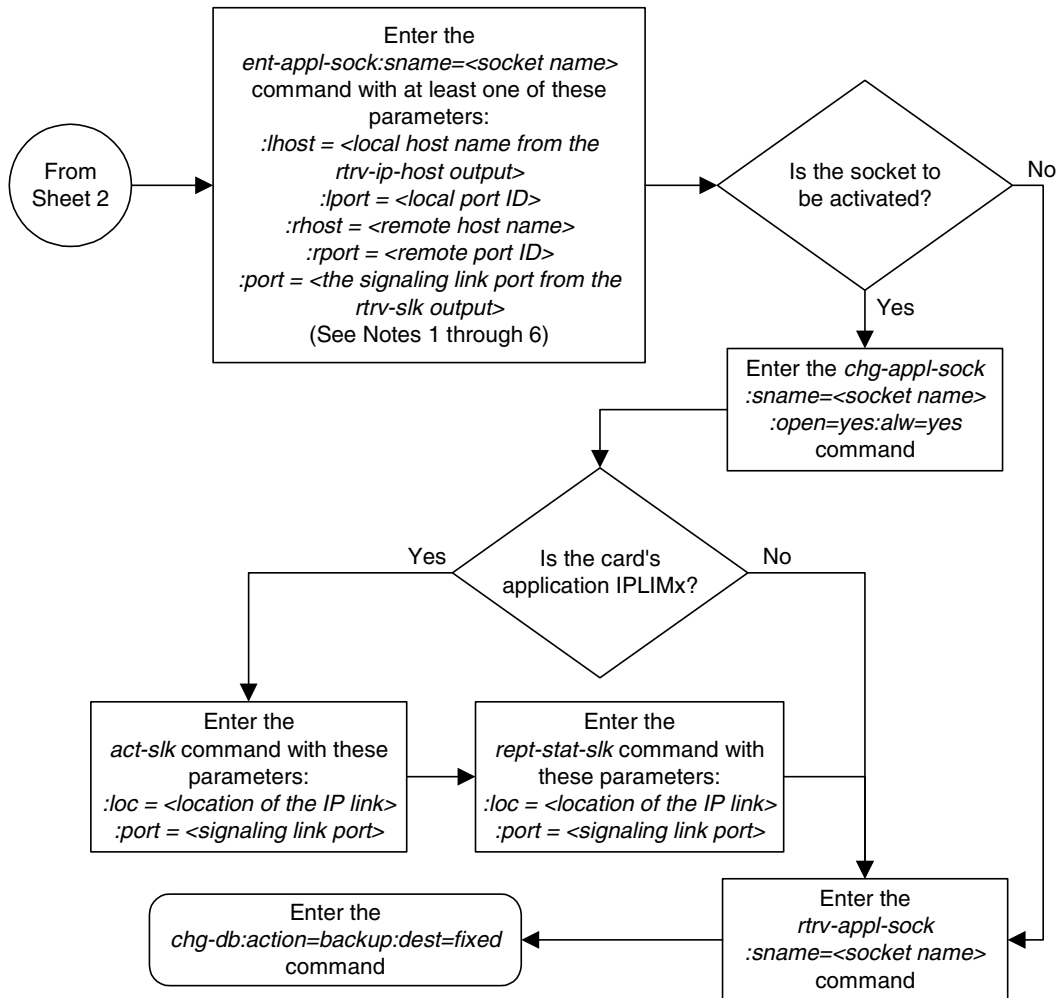 From
Sheet 2
Enter the
ent-appl-sock:sname=<socket name>
command with at least one of these
parameters:
:lhost = <local host name from the
rtrv-ip-host output>
:lport = <local port ID>
:rhost = <remote host name>
:rport = <remote port ID>
:port = <the signaling link port from the
rtrv-slk output>
(See Notes 1 through 6)
Is the socket to
be activated?
No
Yes
Enter the chg-appl-sock
:sname=<socket name>
:open=yes:alw=yes
command
Is the card's
application IPLIMx?
Yes
No
Enter the
act-slk command with these
parameters:
:loc = <location of the IP link>
:port = <signaling link port>
Enter the
rept-stat-slk command with
these parameters:
:loc = <location of the IP link>
:port = <signaling link port>
Enter the
rtrv-appl-sock
:sname=<socket name>
command
Enter the
chg-db:action=backup:dest=fixed
command